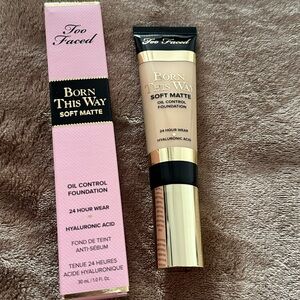 Too
Faced
BORN
THIS WAY
SOFT MATTE
OIL CONTROL
FOUNDATION
24 HOUR WEAR
HYALURONIC ACID
FOND DE TEINT
ANTI-SÉBUM
TENUE 24 HEURES
ACIDE HYALURONIQUE
30 mL / 1.0 Fl. Oz.
Too Faced
BORN
THIS WAY
SOFT MATTE
OIL CONTROL
FOUNDATION
24 HOUR WEAR
HYALURONIC ACID